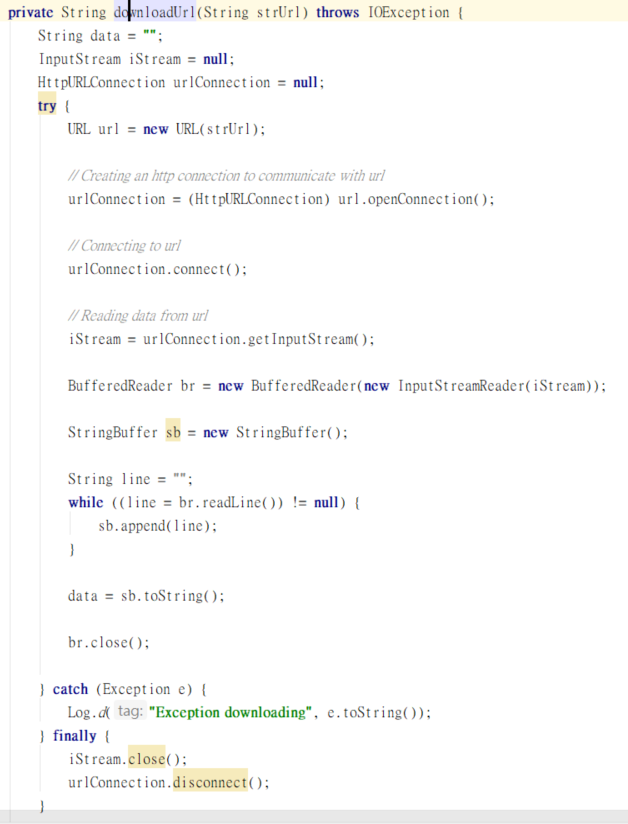 private String downloadUrl(String strUrl) throws IOException {
    String data = "";
    InputStream iStream = null;
    HttpURLConnection urlConnection = null;
    try {
        URL url = new URL(strUrl);

        // Creating an http connection to communicate with url
        urlConnection = (HttpURLConnection) url.openConnection();

        // Connecting to url
        urlConnection.connect();

        // Reading data from url
        iStream = urlConnection.getInputStream();

        BufferedReader br = new BufferedReader(new InputStreamReader(iStream));

        StringBuffer sb = new StringBuffer();

        String line = "";
        while ((line = br.readLine()) != null) {
            sb.append(line);
        }

        data = sb.toString();

        br.close();

    } catch (Exception e) {
        Log.d( tag: "Exception downloading", e.toString());
    } finally {
        iStream.close();
        urlConnection.disconnect();
    }